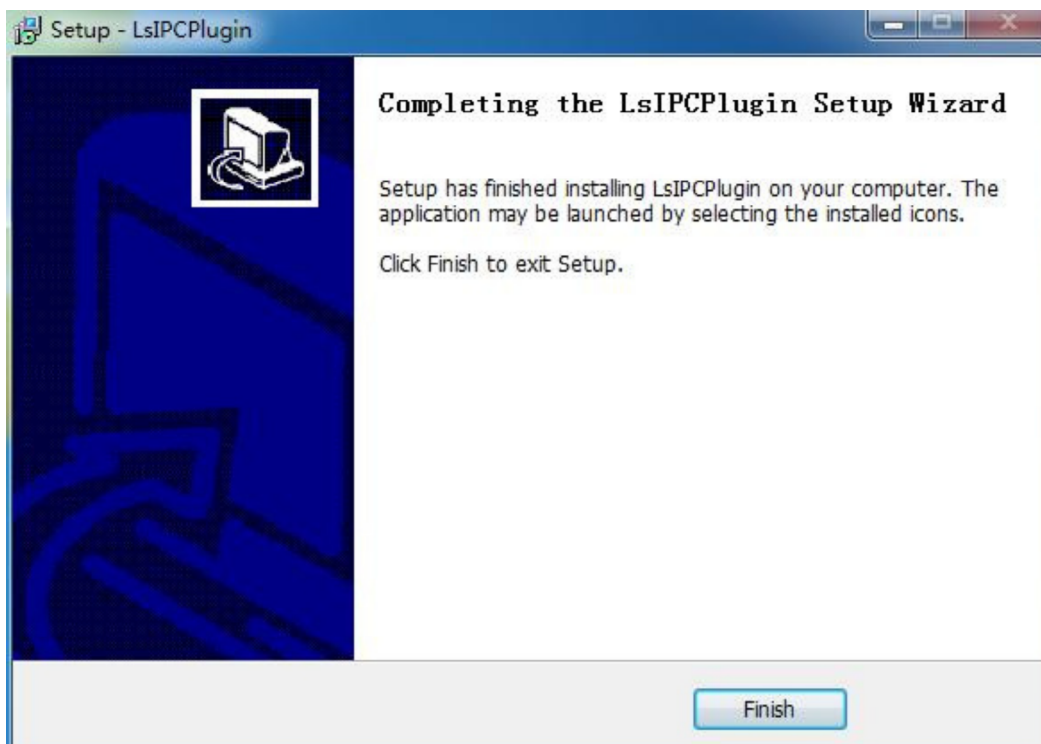 Setup - LsIPCPlugin
Completing the LsIPCPlugin Setup Wizard
Setup has finished installing LsIPCPlugin on your computer. The
application may be launched by selecting the installed icons.
Click Finish to exit Setup.
Finish